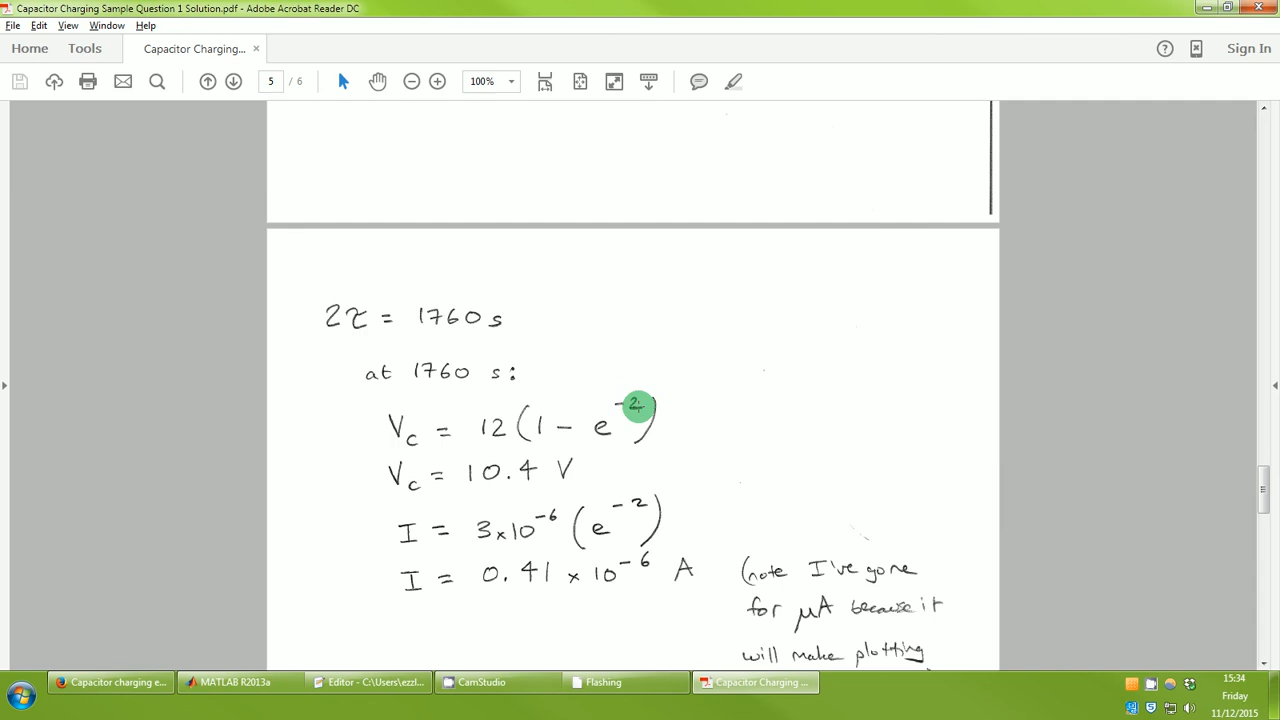 Capacitor Charging Sample Question 1 Solution.pdf - Adobe Acrobat Reader DC
File Edit View Window Help
Home Tools Capacitor Charging... × Sign In
5 / 6 100%
2τ = 1760 s
at 1760 s:
Vc = 12 (1 - e^-2)
Vc = 10.4 V
I = 3×10^-6 (e^-2)
I = 0.41 × 10^-6 A (note I've gone
for μA because it
will make plotting
Capacitor charging e... MATLAB R2013a Editor - C:\Users\ezzl... CamStudio Flashing Capacitor Charging ...
15:34
Friday
11/12/2015